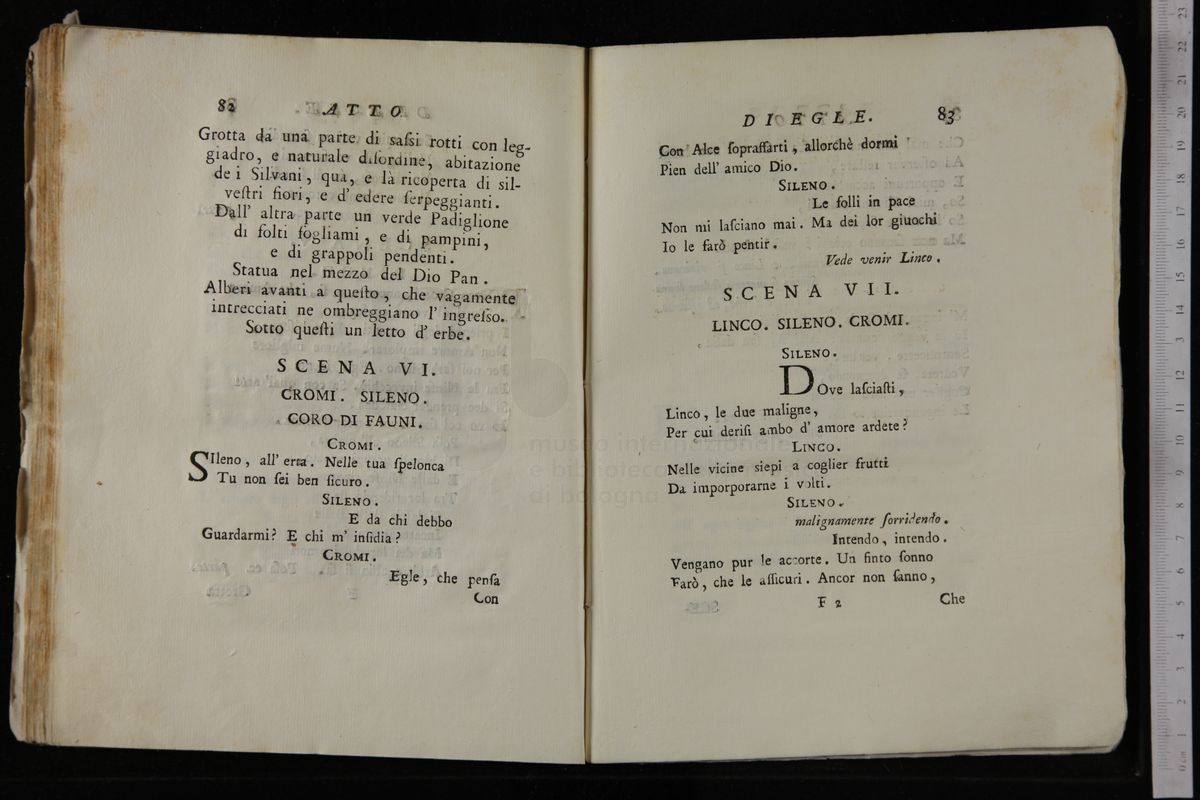 82 ATTO
Grotta da una parte di saſsi rotti con leg-
giadro, e naturale diſordine, abitazione
de i Silvani, qua, e là ricoperta di sil-
veſtri fiori, e d' edere ſerpeggianti.
Dall' altra parte un verde Padiglione
di folti fogliami, e di pampini,
e di grappoli pendenti.
Statua nel mezzo del Dio Pan.
Alberi avanti a queſto, che vagamente
intrecciati ne ombreggiano l' ingreſso.
Sotto queſti un letto d' erbe.
SCENA VI.
CROMI. SILENO.
CORO DI FAUNI.
CROMI.
SIleno, all' erta. Nelle tua ſpelonca
Tu non ſei ben ſicuro.
SILENO.
E da chi debbo
Guardarmi? E chi m' inſidia?
CROMI.
Egle, che penſa
Con
DI EGLE. 83
Con Alce ſopraffarti, allorchè dormi
Pien dell' amico Dio.
SILENO.
Le folli in pace
Non mi laſciano mai. Ma dei lor giuochi
Io le farò pentir.
Vede venir Linco.
SCENA VII.
LINCO. SILENO. CROMI.
SILENO.
DOve laſciaſti,
Linco, le due maligne,
Per cui deriſi ambo d' amore ardete?
LINCO.
Nelle vicine siepi a coglier frutti
Da imporporarne i volti.
SILENO.
malignamente ſorridendo.
Intendo, intendo.
Vengano pur le accorte. Un finto ſonno
Farò, che le afficuri. Ancor non ſanno,
F 2 Che
museo internazionale
e biblioteca
di bologna